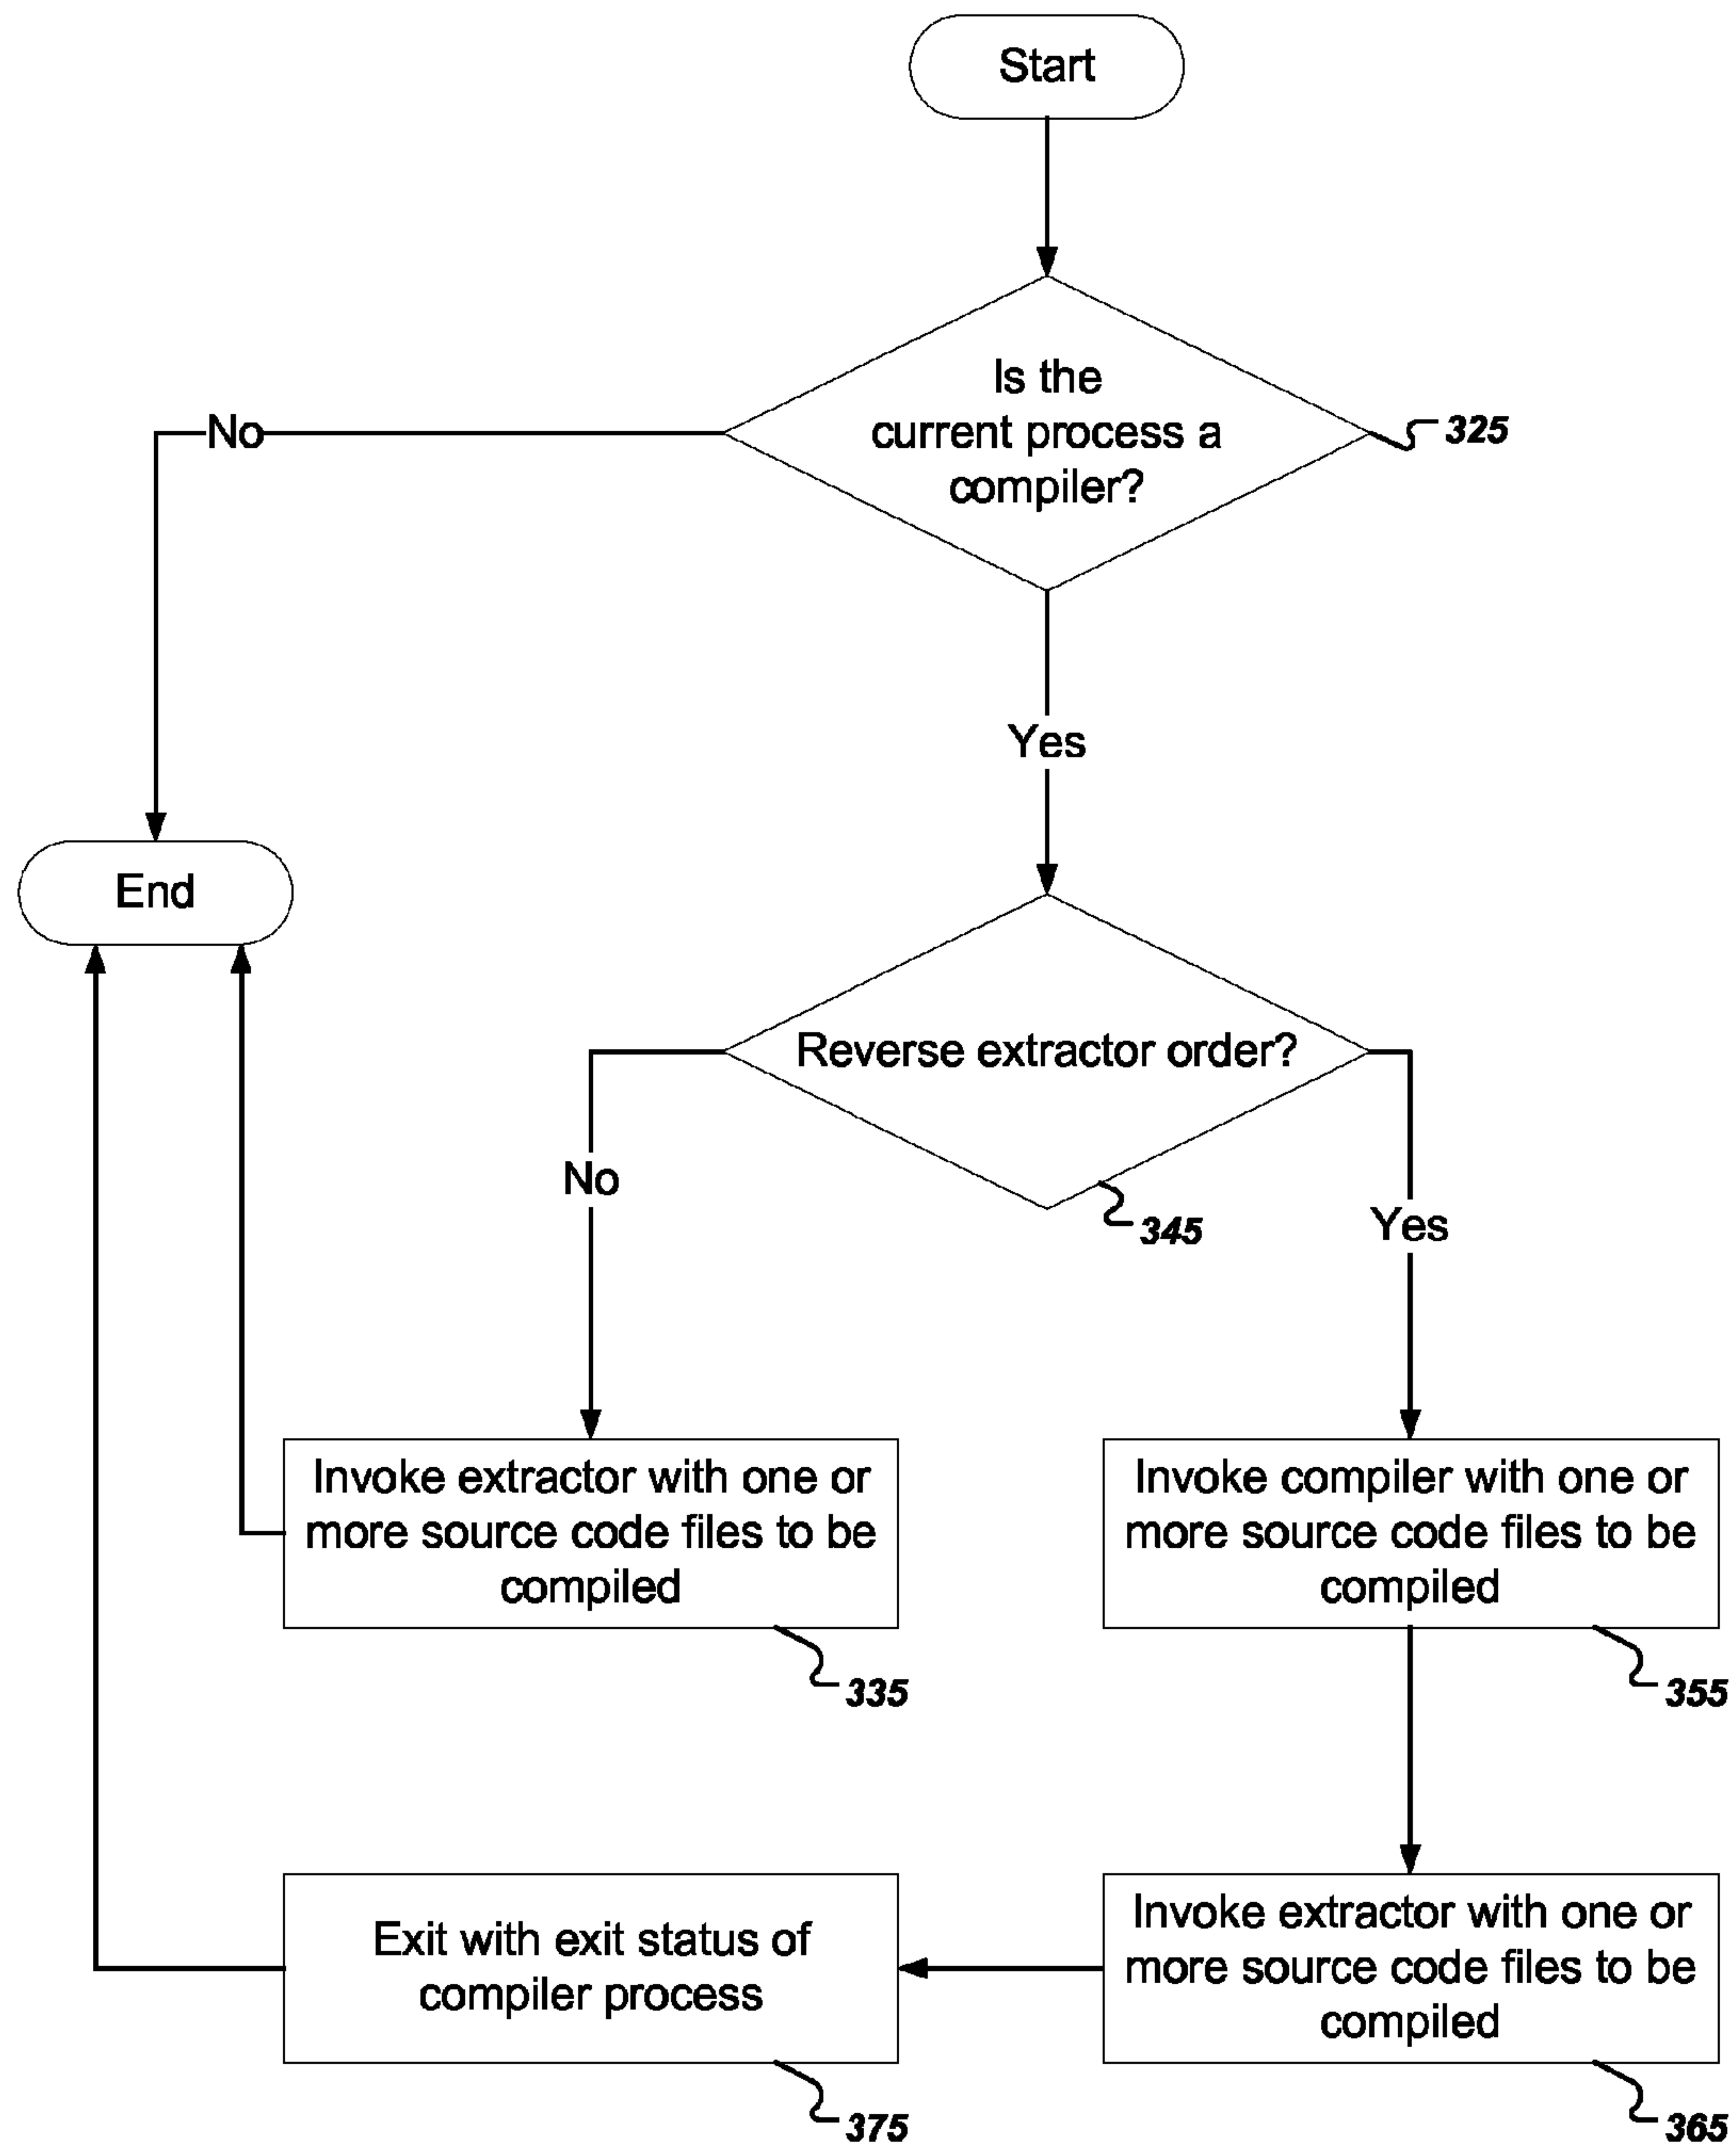 Start
Is the
current process a
compiler?
325
No
Yes
End
Reverse extractor order?
345
No
Yes
Invoke extractor with one or
more source code files to be
compiled
335
Invoke compiler with one or
more source code files to be
compiled
355
Exit with exit status of
compiler process
375
Invoke extractor with one or
more source code files to be
compiled
365